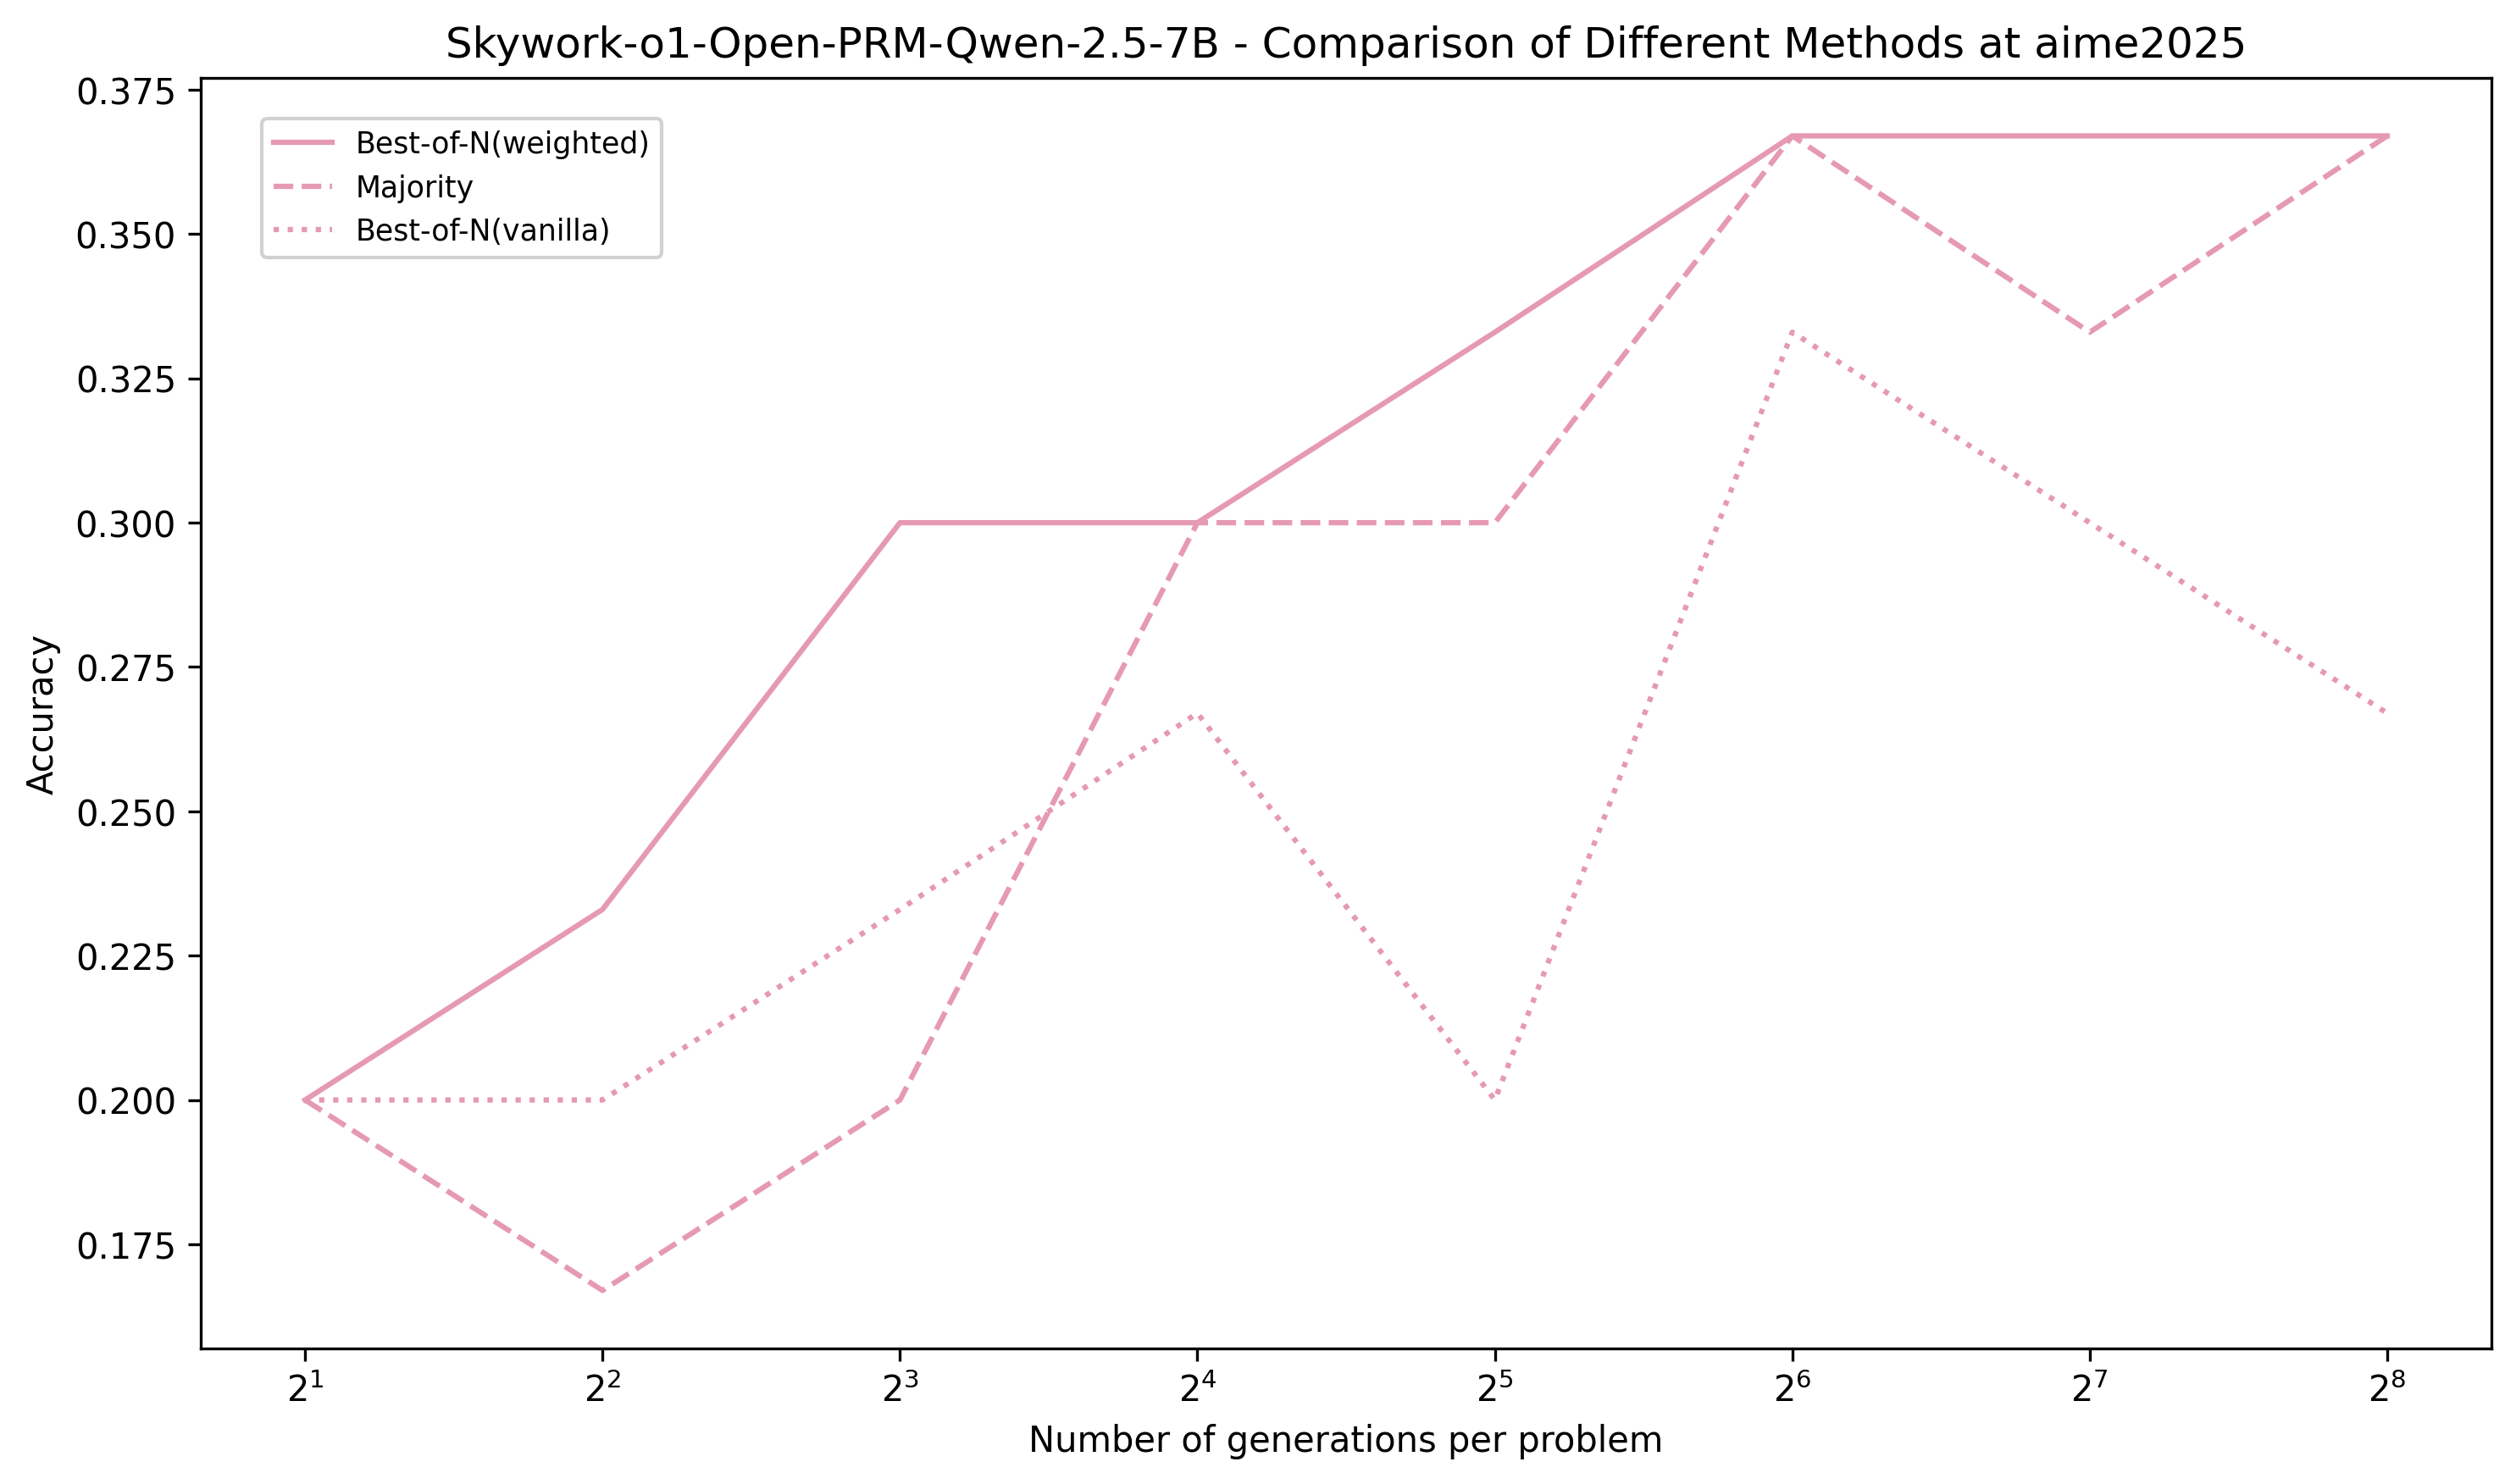 Skywork-o1-Open-PRM-Qwen-2.5-7B - Comparison of Different Methods at aime2025
0.375
0.350
0.325
0.300
0.275
0.250
0.225
0.200
0.175
Accuracy
Best-of-N(weighted)
Majority
Best-of-N(vanilla)
2¹ 2² 2³ 2⁴ 2⁵ 2⁶ 2⁷ 2⁸
Number of generations per problem